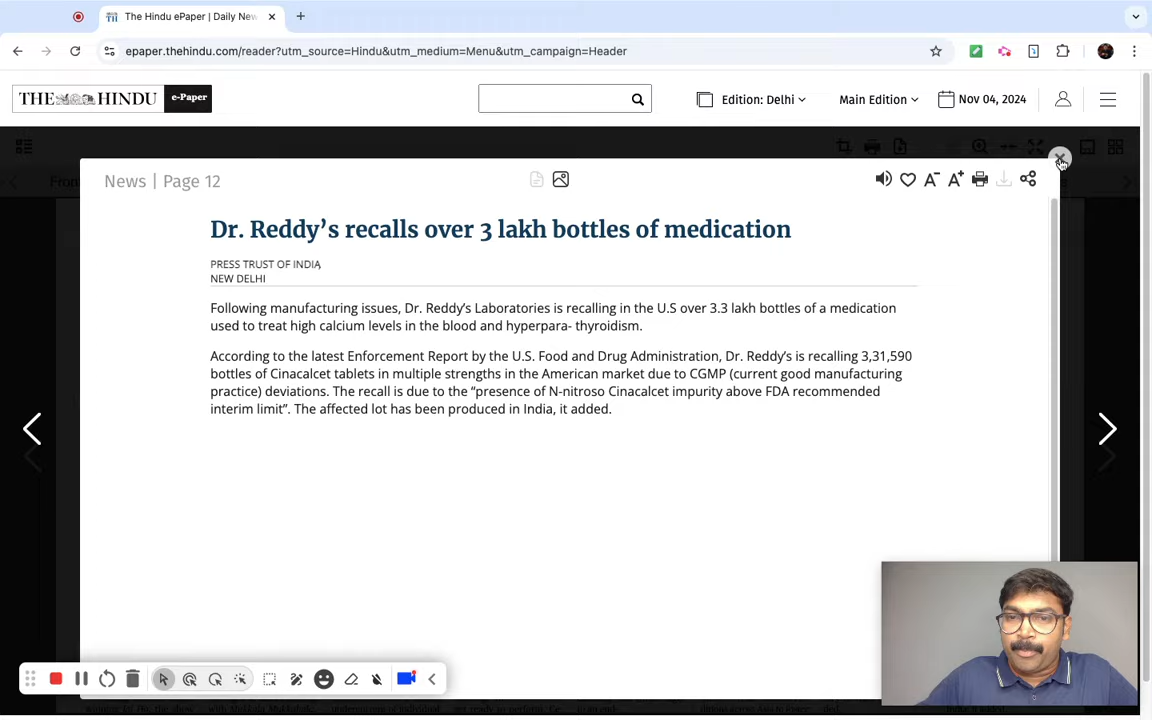 The Hindu ePaper | Daily New
epaper.thehindu.com/reader?utm_source=Hindu&utm_medium=Menu&utm_campaign=Header
THE HINDU e-Paper
Edition: Delhi
Main Edition
Nov 04, 2024
News | Page 12
A- A+
Dr. Reddy’s recalls over 3 lakh bottles of medication
PRESS TRUST OF INDIA
NEW DELHI
Following manufacturing issues, Dr. Reddy’s Laboratories is recalling in the U.S over 3.3 lakh bottles of a medication
used to treat high calcium levels in the blood and hyperpara- thyroidism.
According to the latest Enforcement Report by the U.S. Food and Drug Administration, Dr. Reddy’s is recalling 3,31,590
bottles of Cinacalcet tablets in multiple strengths in the American market due to CGMP (current good manufacturing
practice) deviations. The recall is due to the “presence of N-nitroso Cinacalcet impurity above FDA recommended
interim limit”. The affected lot has been produced in India, it added.